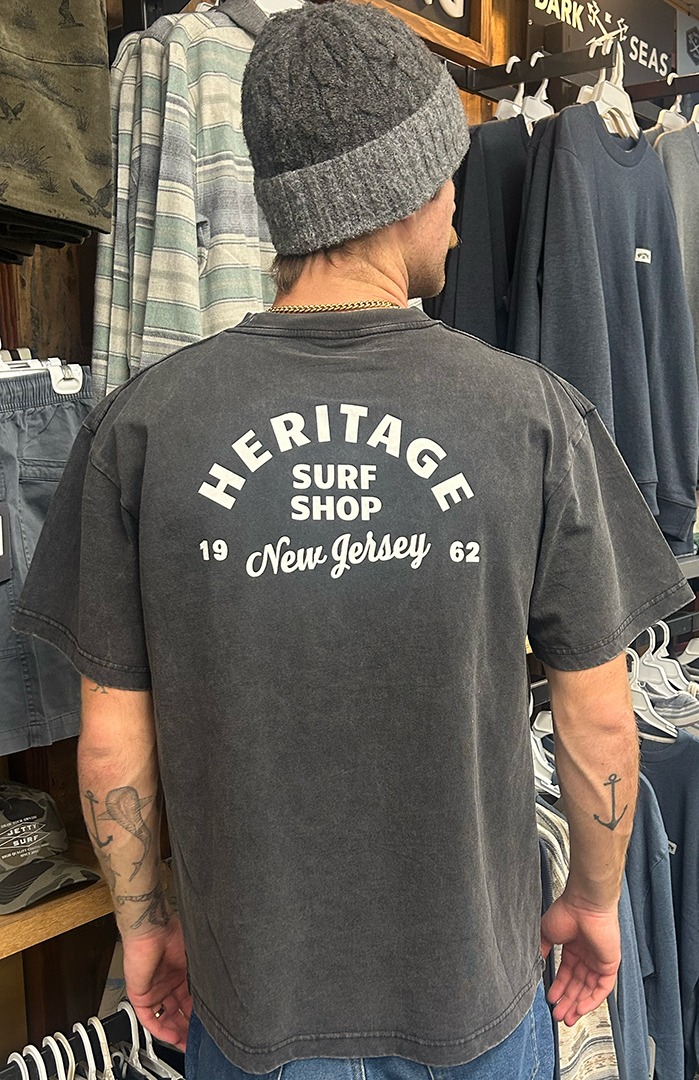 DARK
SEAS
HERITAGE
SURF
SHOP
19 New Jersey 62
JETTY
SURF